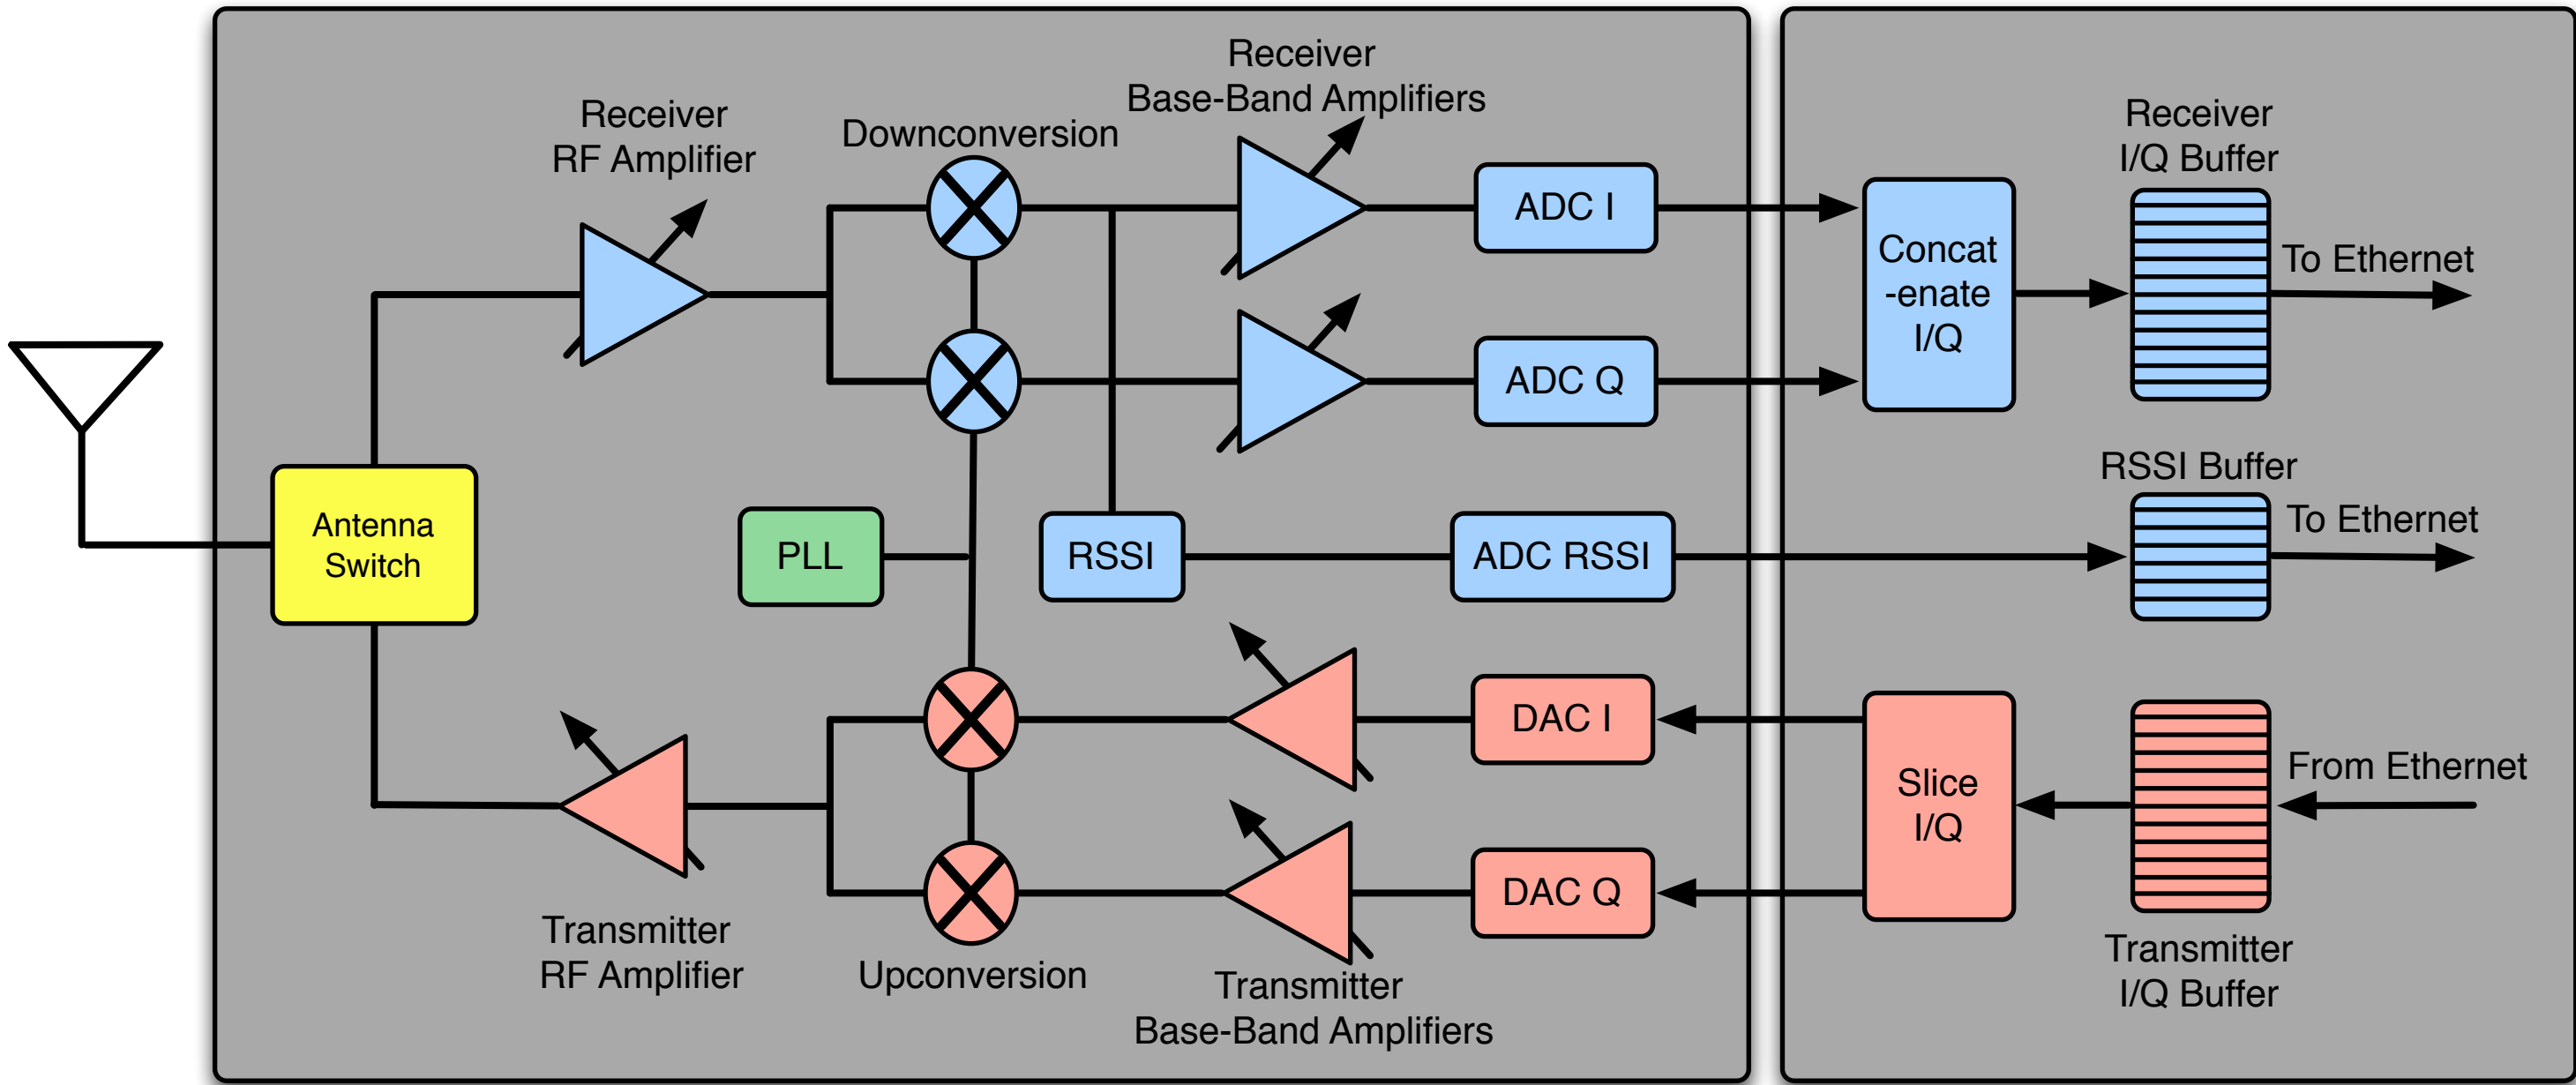 Receiver
Base-Band Amplifiers
Receiver
RF Amplifier
Downconversion
Receiver
I/Q Buffer
ADC I
Concat
-enate
I/Q
To Ethernet
ADC Q
RSSI Buffer
Antenna
Switch
PLL
RSSI
ADC RSSI
To Ethernet
DAC I
Slice
I/Q
From Ethernet
DAC Q
Transmitter
RF Amplifier
Upconversion
Transmitter
Base-Band Amplifiers
Transmitter
I/Q Buffer